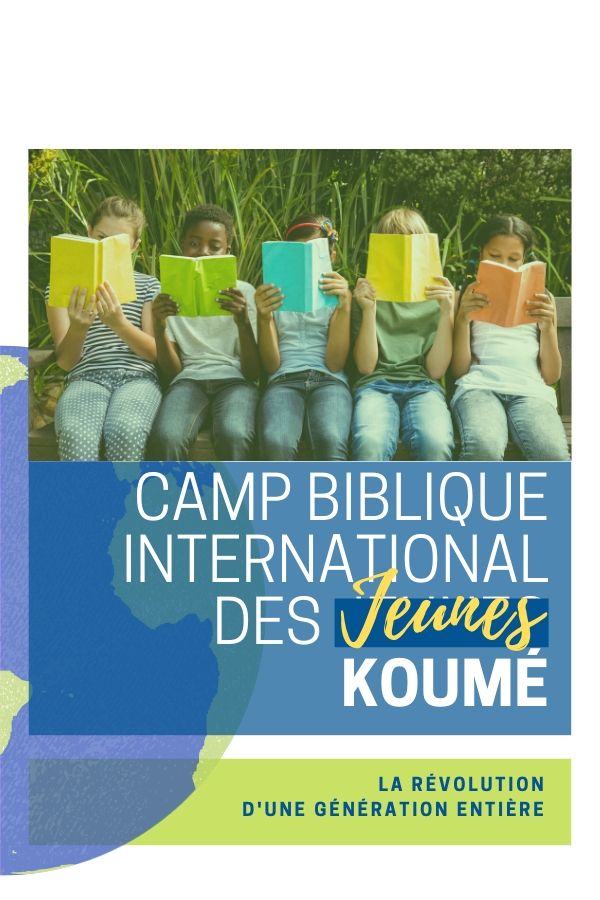 CAMP BIBLIQUE
INTERNATIONAL
DES Jeunes
KOUMÉ
LA RÉVOLUTION
D'UNE GÉNÉRATION ENTIÈRE